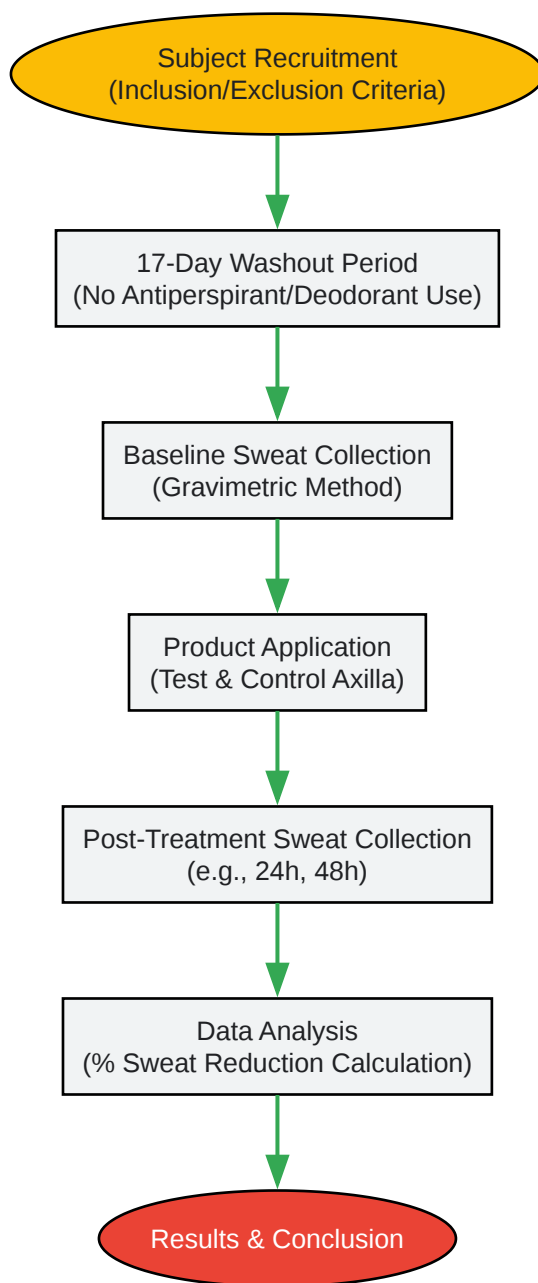 Subject Recruitment
(Inclusion/Exclusion Criteria)
17-Day Washout Period
(No Antiperspirant/Deodorant Use)
Baseline Sweat Collection
(Gravimetric Method)
Product Application
(Test & Control Axilla)
Post-Treatment Sweat Collection
(e.g., 24h, 48h)
Data Analysis
(% Sweat Reduction Calculation)
Results & Conclusion